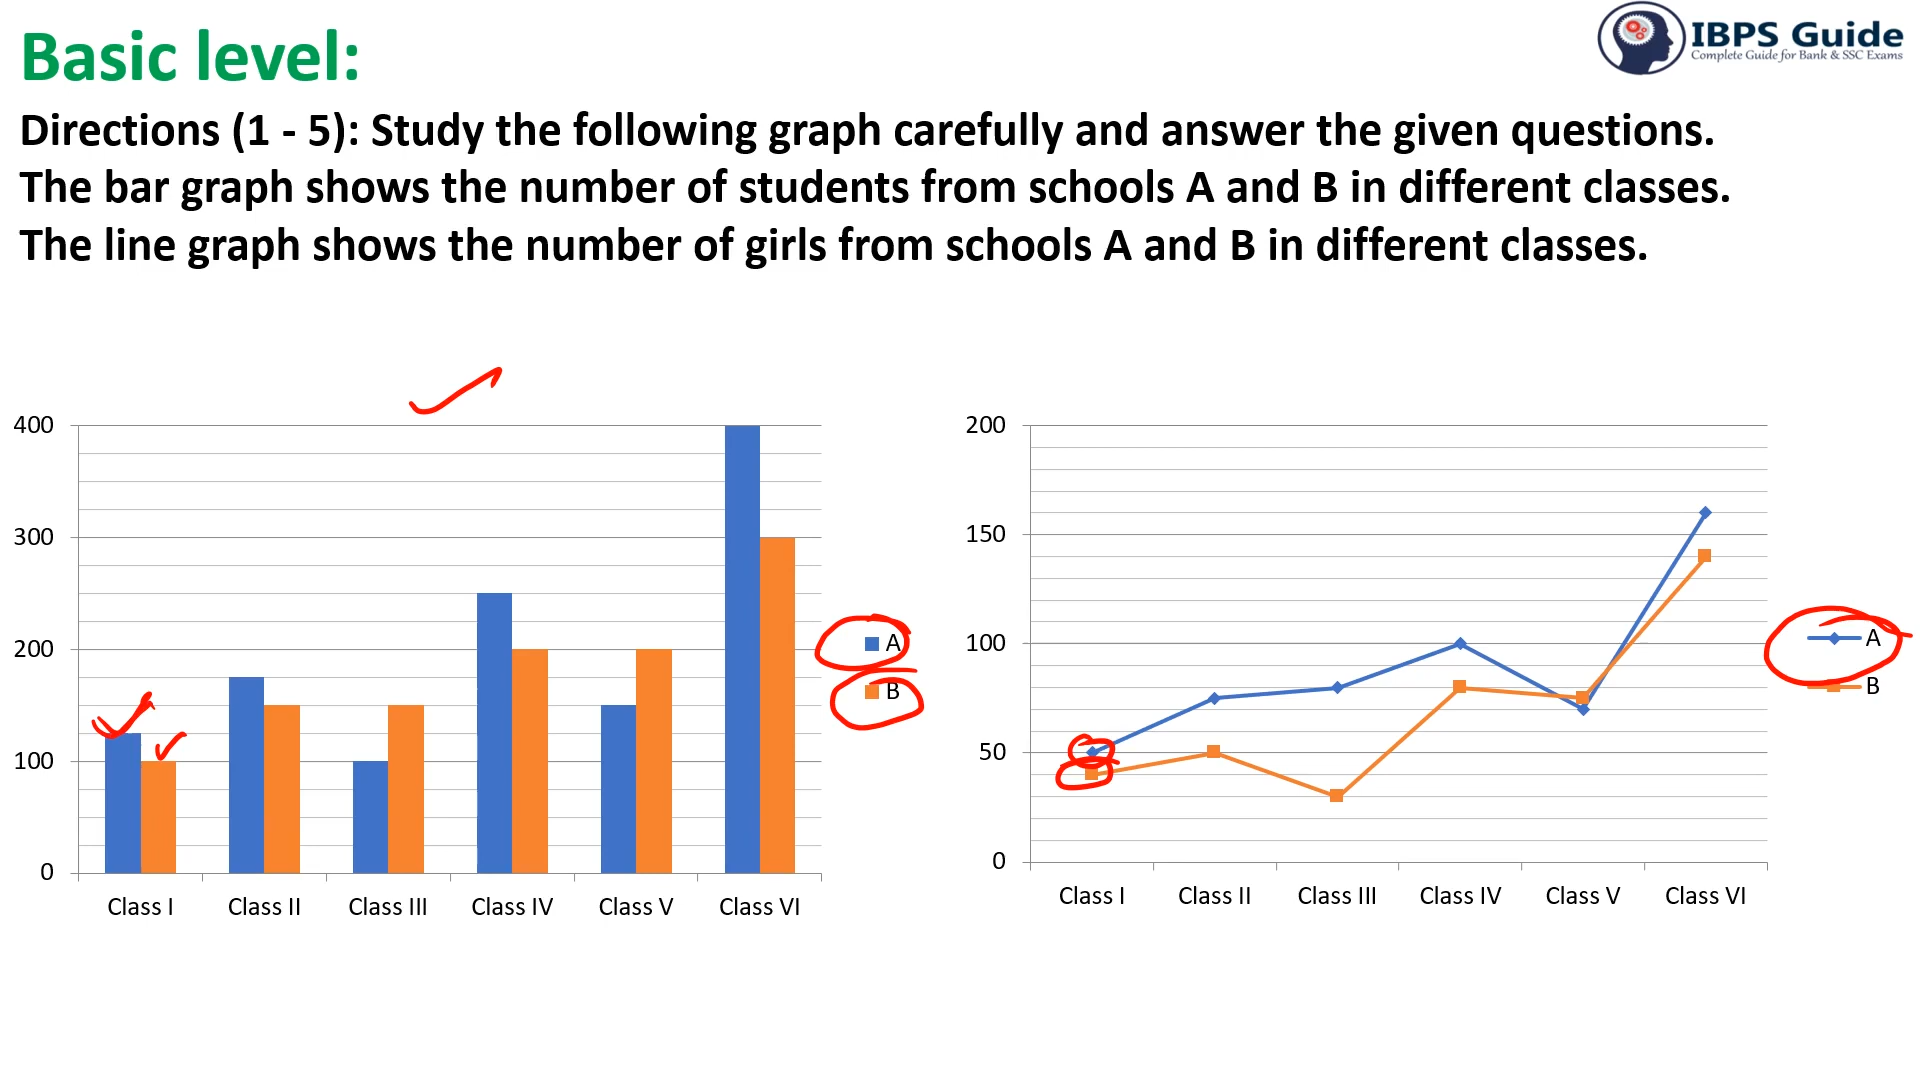 Basic level:
IBPS Guide
Complete Guide for Bank & SSC Exams
Directions (1 - 5): Study the following graph carefully and answer the given questions.
The bar graph shows the number of students from schools A and B in different classes.
The line graph shows the number of girls from schools A and B in different classes.
400
300
200
100
0
Class I Class II Class III Class IV Class V Class VI
A
B
200
150
100
50
0
Class I Class II Class III Class IV Class V Class VI
A
B